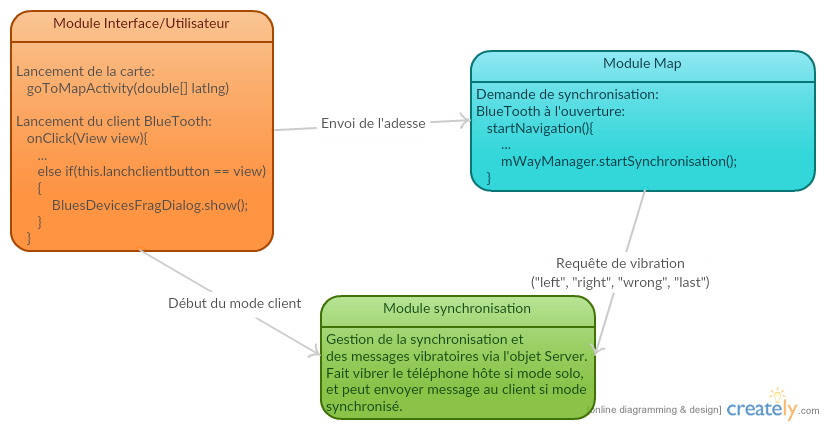 Module Interface/Utilisateur
Lancement de la carte:
goToMapActivity(double[] latlng)
Lancement du client BlueTooth:
onClick(View view){
...
else if(this.lanchclientbutton == view)
{
BluesDevicesFragDialog.show();
}
}
Envoi de l'adesse
Module Map
Demande de synchronisation:
BlueTooth à l'ouverture:
startNavigation(){
...
mWayManager.startSynchronisation();
}
Début du mode client
Requête de vibration
("left", "right", "wrong", "last")
Module synchronisation
Gestion de la synchronisation et
des messages vibratoires via l'objet Server.
Fait vibrer le téléphone hôte si mode solo,
et peut envoyer message au client si mode
synchronisé.
[online diagramming & design] creately.com